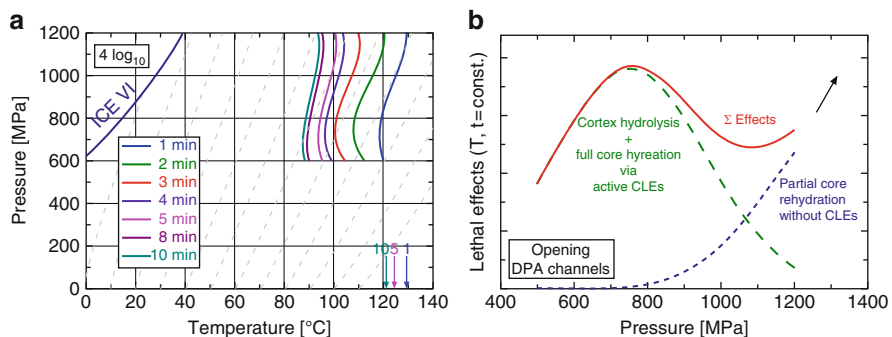 a
4 log10
ICE VI
1 min
2 min
3 min
4 min
5 min
8 min
10 min
10 5 1
1200
1000
800
600
400
200
0
Pressure [MPa]
0 20 40 60 80 100 120 140
Temperature [°C]
b
Lethal effects (T, t = const.)
Cortex hydrolysis
+
full core hyreation
via
active CLEs
Σ Effects
Partial core
rehydration
without CLEs
Opening
DPA channels
400 600 800 1000 1200 1400
Pressure [MPa]